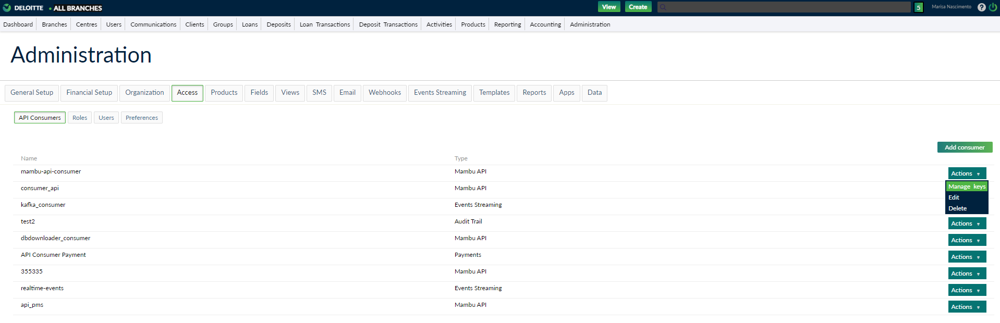 DELOITTE • ALL BRANCHES View Create 5 Marisa Nascimento ?
Dashboard Branches Centres Users Communications Clients Groups Loans Deposits Loan Transactions Deposit Transactions Activities Products Reporting Accounting Administration
Administration
General Setup Financial Setup Organization Access Products Fields Views SMS Email Webhooks Events Streaming Templates Reports Apps Data
API Consumers Roles Users Preferences
Add consumer
Name Type
mambu-api-consumer Mambu API Actions
Manage keys
consumer_api Mambu API
Edit
kafka_consumer Events Streaming
Delete
test2 Audit Trail Actions
dbdownloader_consumer Mambu API Actions
API Consumer Payment Payments Actions
355335 Mambu API Actions
realtime-events Events Streaming Actions
api_pms Mambu API Actions